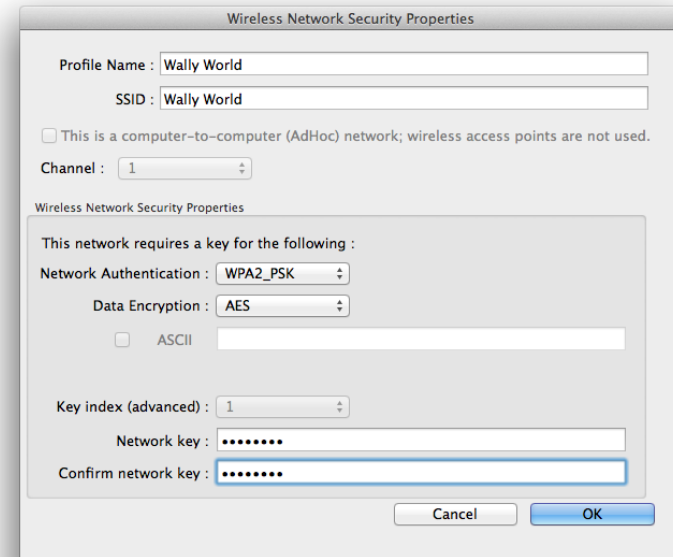 Wireless Network Security Properties
Profile Name : Wally World
SSID : Wally World
This is a computer-to-computer (AdHoc) network; wireless access points are not used.
Channel : 1
Wireless Network Security Properties
This network requires a key for the following :
Network Authentication : WPA2_PSK
Data Encryption : AES
ASCII
Key index (advanced) : 1
Network key : ••••••••
Confirm network key : ••••••••
Cancel OK